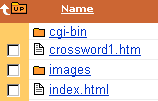 UP Name
cgi-bin
crossword1.htm
images
index.html